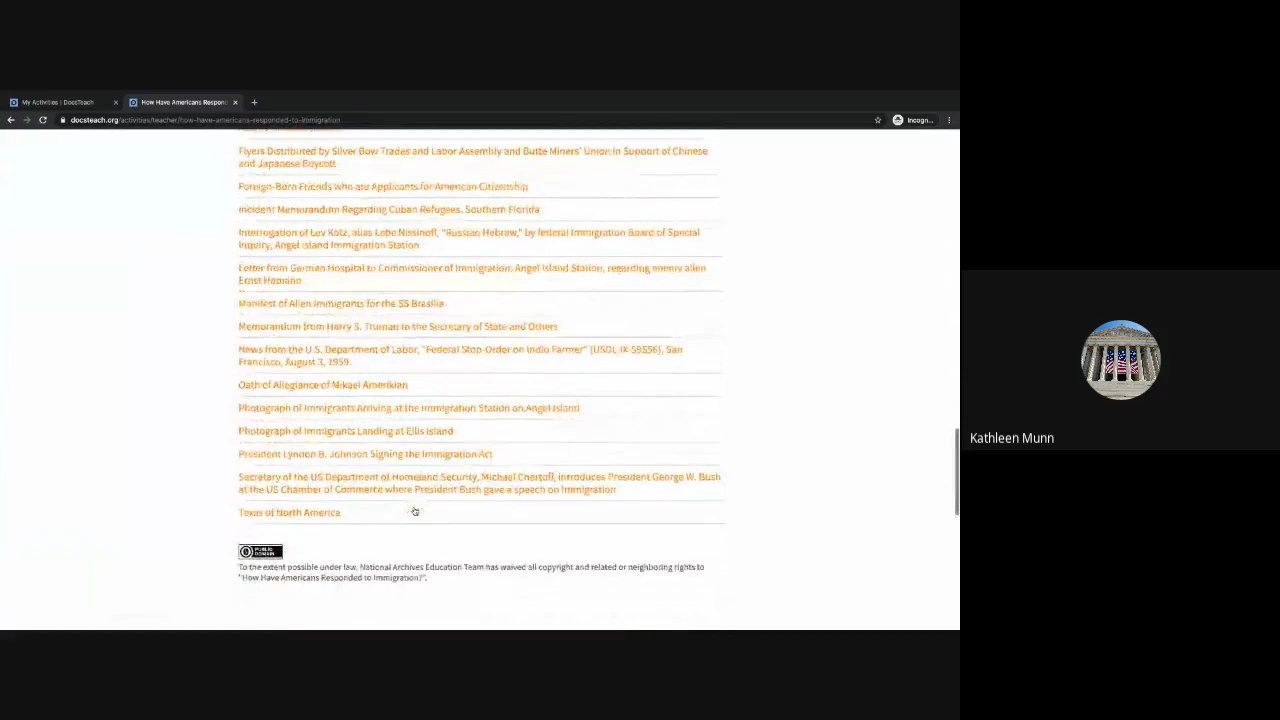 My Activities | DocsTeach
How Have Americans Respon
docsteach.org/activities/teacher/how-have-americans-responded-to-immigration
Incogn...
Flyers Distributed by Silver Bow Trades and Labor Assembly and Butte Miners' Union in Support of Chinese
and Japanese Boycott
Foreign-Born Friends who are Applicants for American Citizenship
Incident Memorandum Regarding Cuban Refugees, Southern Florida
Interrogation of Lev Kotz, alias Lebe Nissinoff, "Russian Hebrew," by federal Immigration Board of Special
Inquiry, Angel Island Immigration Station
Letter from German Hospital to Commissioner of Immigration, Angel Island Station, regarding enemy alien
Ernst
Manifest of Alien Immigrants for the SS Brasilia
Memorandum from Harry S. Truman to the Secretary of State and Others
News from the U.S. Department of Labor, "Federal Stop-Order on Indio Farmer" (USDL-IX-59S56), San
Francisco, August 3, 1959.
Oath of Allegiance of Mikael Amerikian
Photograph of Immigrants Arriving at the Immigration Station on Angel Island
Photograph of Immigrants Landing at Ellis Island
President Lyndon B. Johnson Signing the Immigration Act
Secretary of the US Department of Homeland Security, Michael Chertoff, introduces President George W. Bush
at the US Chamber of Commerce where President Bush gave a speech on Immigration
Texas of North America
PUBLIC
DOMAIN
To the extent possible under law, National Archives Education Team has waived all copyright and related or neighboring rights to
"How Have Americans Responded to Immigration?".
Kathleen Munn